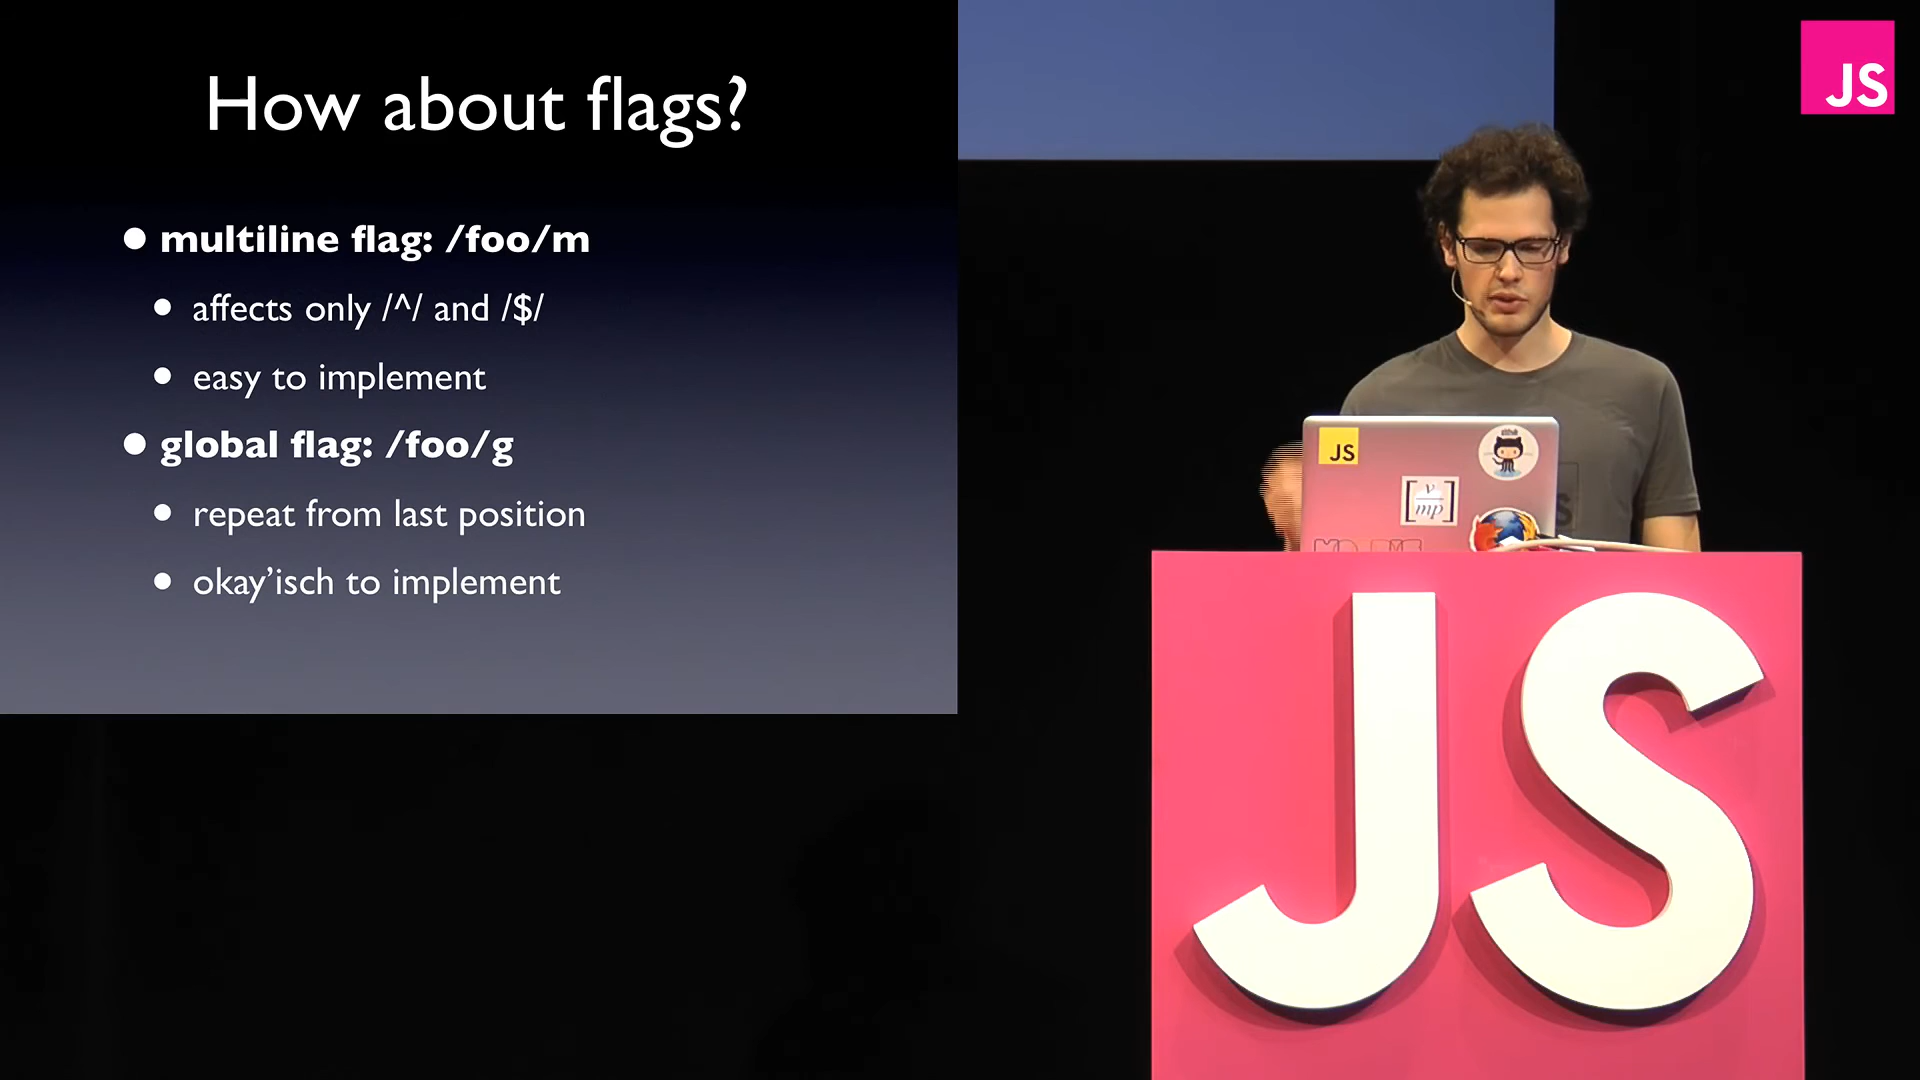 How about flags?
• multiline flag: /foo/m
• affects only /^/ and /$/
• easy to implement
• global flag: /foo/g
• repeat from last position
• okay’isch to implement
JS
JS
v
mp
JS